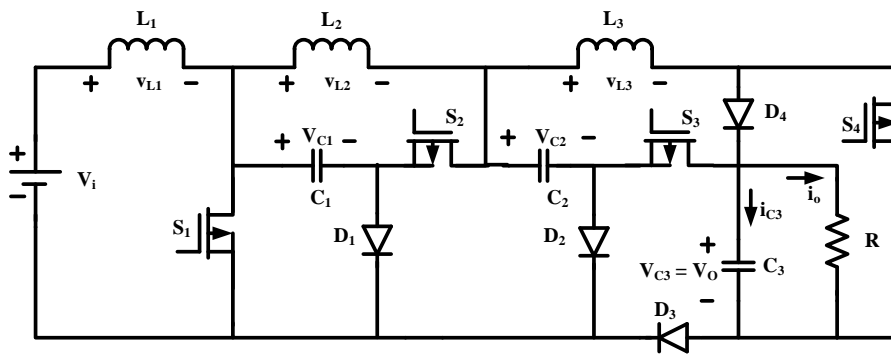 L1 L2 L3
+ vL1 − + vL2 − + vL3 −
S2 S3 D4 S4
+ VC1 − + VC2 −
+ Vi −
C1 C2 iC3 io
S1 D1 D2 R
+ VC3 = VO − C3
D3